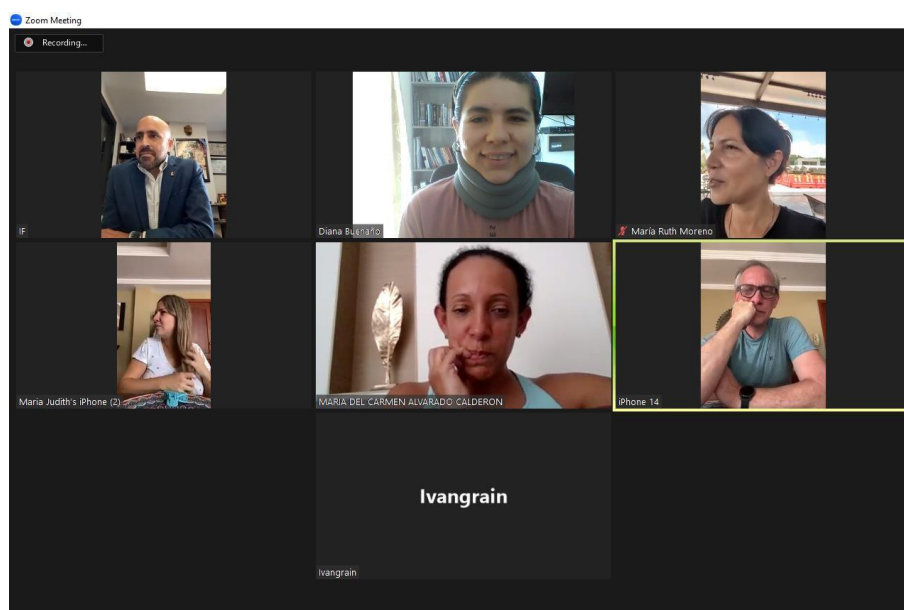 Zoom Meeting
Recording...
IF
Diana Buenaño
María Ruth Moreno
Maria Judith's iPhone (2)
MARIA DEL CARMEN ALVARADO CALDERON
iPhone 14
Ivangrain
Ivangrain